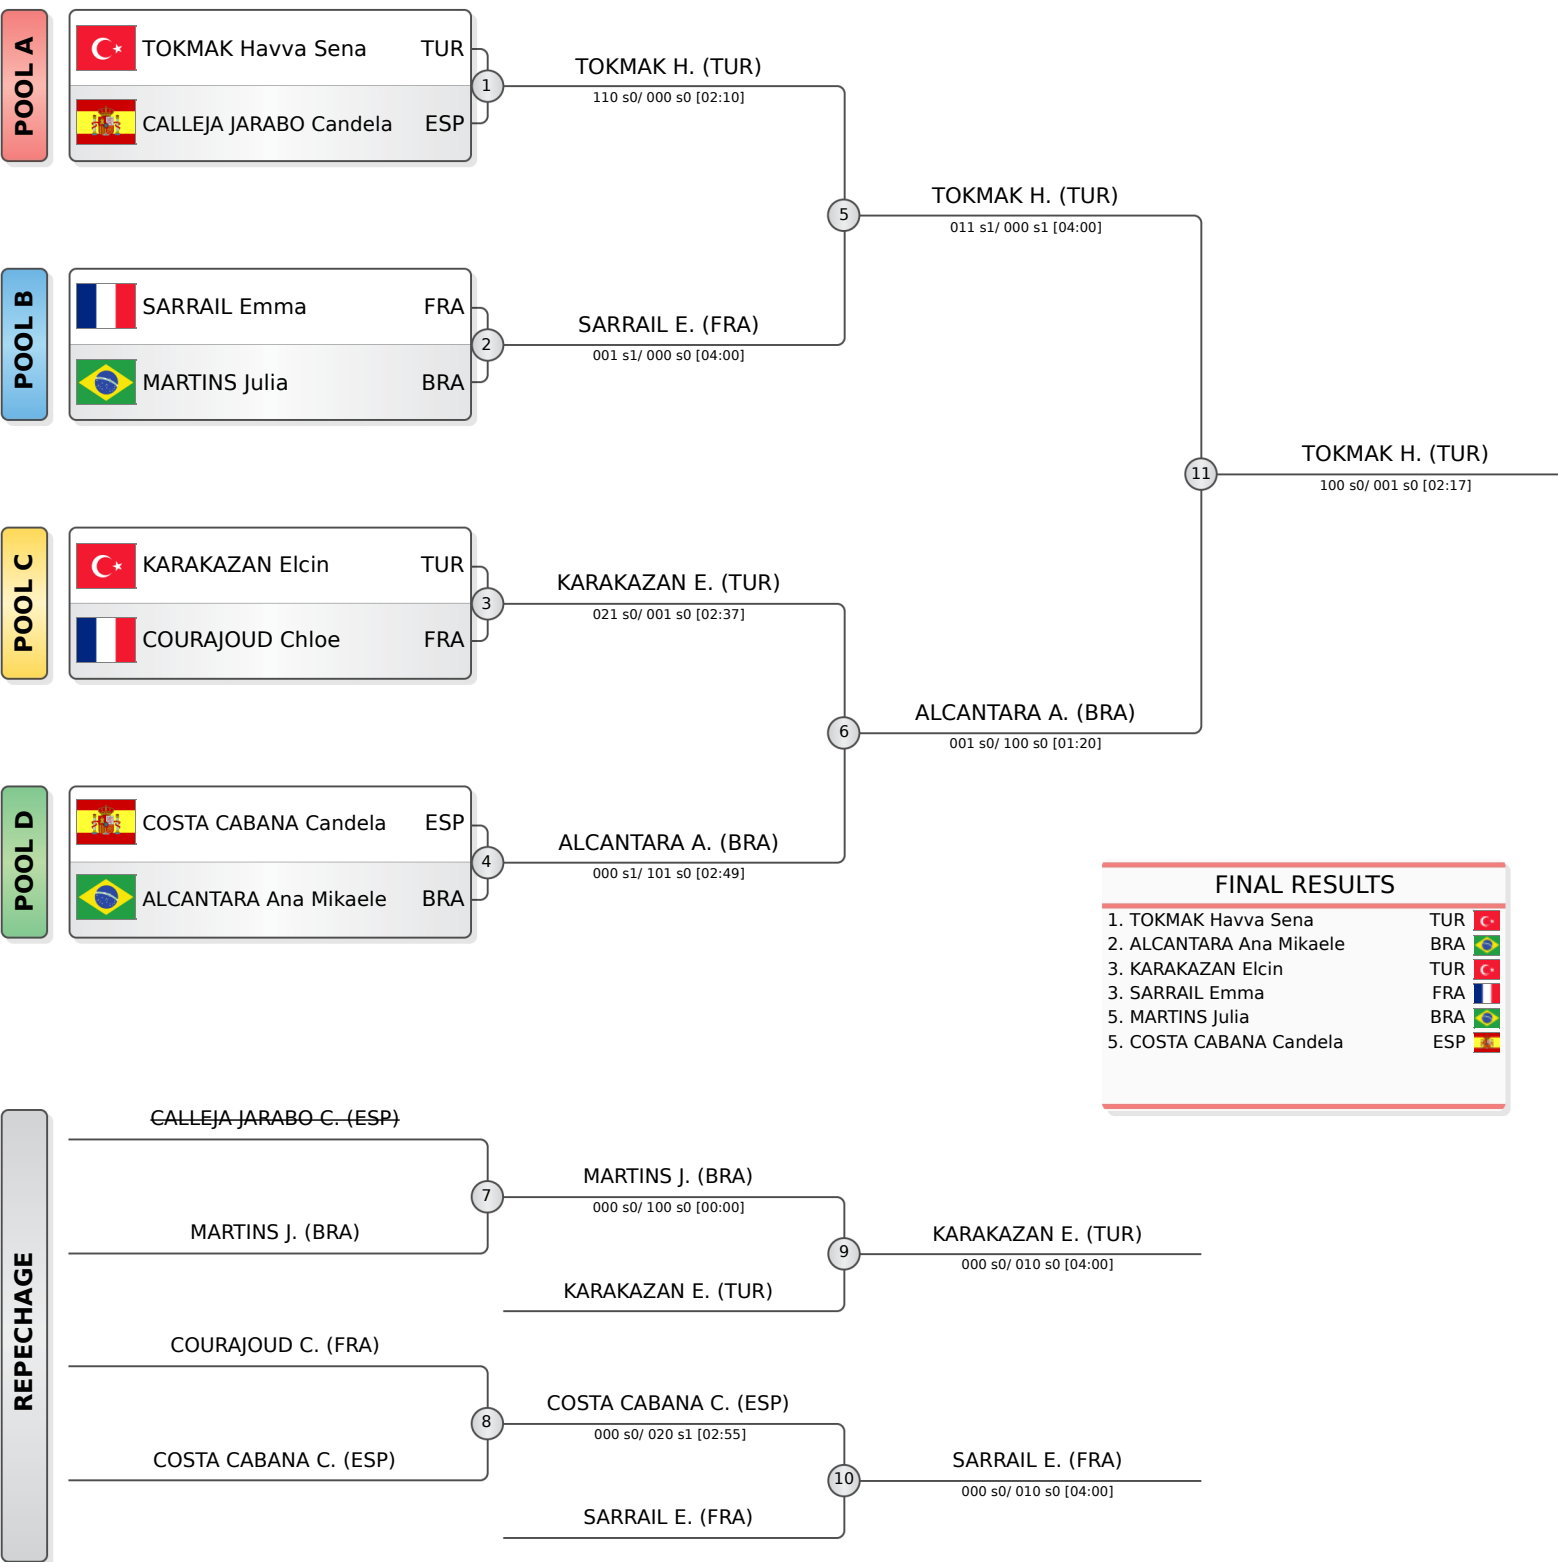 POOL A
TOKMAK Havva Sena TUR
CALLEJA JARABO Candela ESP
1
TOKMAK H. (TUR)
110 s0/ 000 s0 [02:10]
5
TOKMAK H. (TUR)
011 s1/ 000 s1 [04:00]
POOL B
SARRAIL Emma FRA
MARTINS Julia BRA
2
SARRAIL E. (FRA)
001 s1/ 000 s0 [04:00]
11
TOKMAK H. (TUR)
100 s0/ 001 s0 [02:17]
POOL C
KARAKAZAN Elcin TUR
COURAJOUD Chloe FRA
3
KARAKAZAN E. (TUR)
021 s0/ 001 s0 [02:37]
6
ALCANTARA A. (BRA)
001 s0/ 100 s0 [01:20]
POOL D
COSTA CABANA Candela ESP
ALCANTARA Ana Mikaele BRA
4
ALCANTARA A. (BRA)
000 s1/ 101 s0 [02:49]
FINAL RESULTS
1. TOKMAK Havva Sena TUR
2. ALCANTARA Ana Mikaele BRA
3. KARAKAZAN Elcin TUR
3. SARRAIL Emma FRA
5. MARTINS Julia BRA
5. COSTA CABANA Candela ESP
REPECHAGE
CALLEJA JARABO C. (ESP)
MARTINS J. (BRA)
7
MARTINS J. (BRA)
000 s0/ 100 s0 [00:00]
KARAKAZAN E. (TUR)
9
KARAKAZAN E. (TUR)
000 s0/ 010 s0 [04:00]
COURAJOUD C. (FRA)
COSTA CABANA C. (ESP)
8
COSTA CABANA C. (ESP)
000 s0/ 020 s1 [02:55]
SARRAIL E. (FRA)
10
SARRAIL E. (FRA)
000 s0/ 010 s0 [04:00]